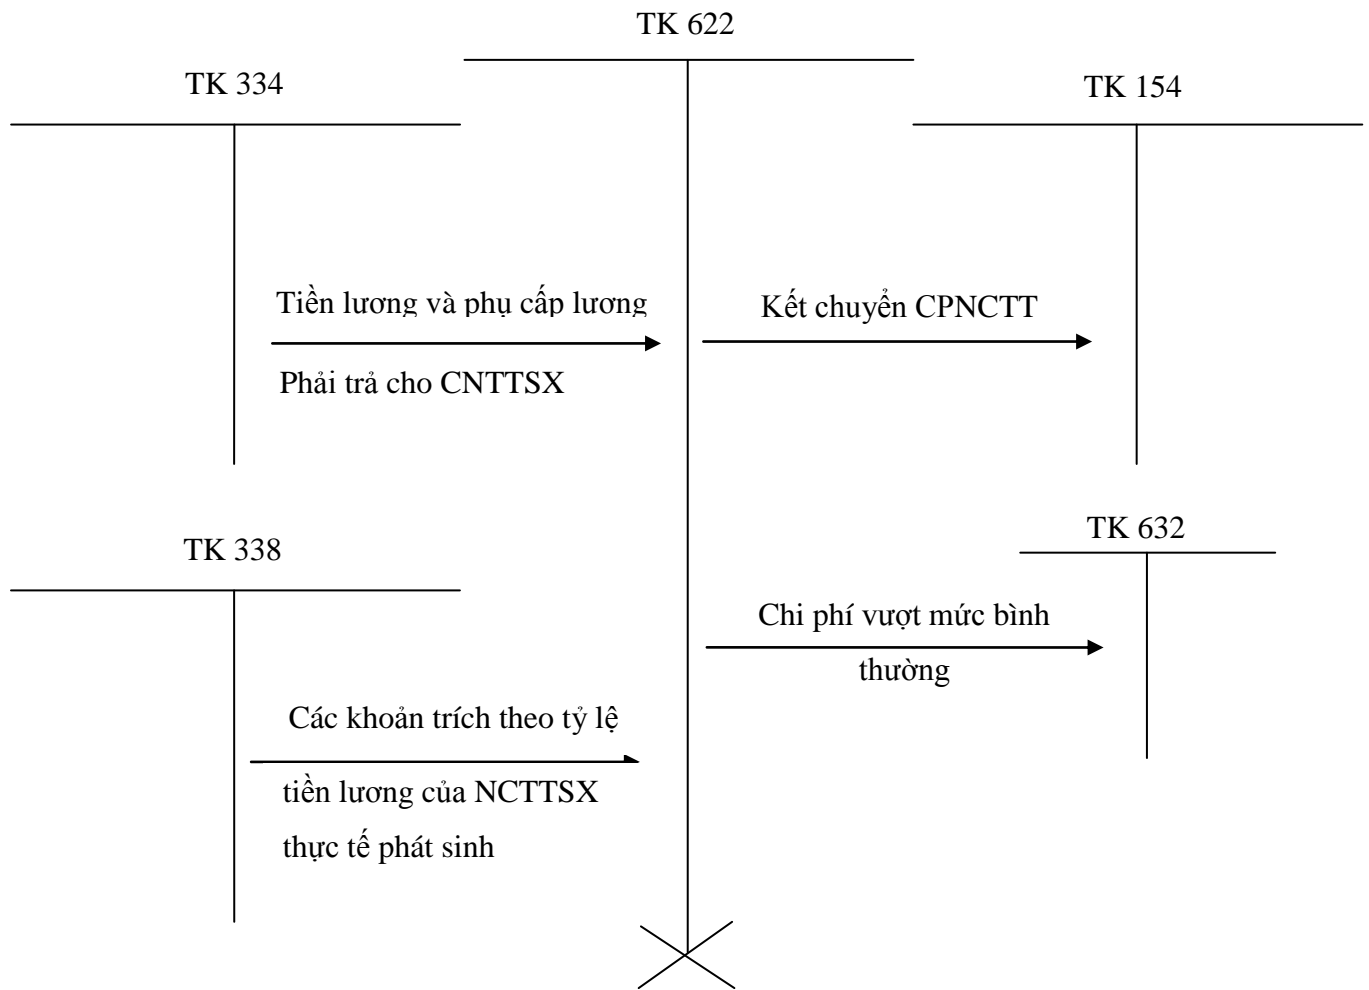 TK 622
TK 334
TK 154
Tiền lương và phụ cấp lương
Phải trả cho CNTTSX
Kết chuyển CPNCTT
TK 338
TK 632
Chi phí vượt mức bình
thường
Các khoản trích theo tỷ lệ
tiền lương của NCTTSX
thực tế phát sinh